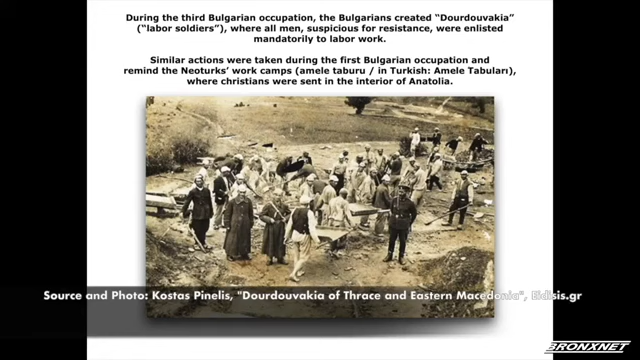 During the third Bulgarian occupation, the Bulgarians created “Dourdouvakia”
(“labor soldiers”), where all men, suspicious for resistance, were enlisted
mandatorily to labor work.
Similar actions were taken during the first Bulgarian occupation and
remind the Neoturks’ work camps (amele taburu / in Turkish: Amele Tabuları),
where christians were sent in the interior of Anatolia.
Source and Photo: Kostas Pinelis, "Dourdouvakia of Thrace and Eastern Macedonia", Eidisis.gr
BRONXNET